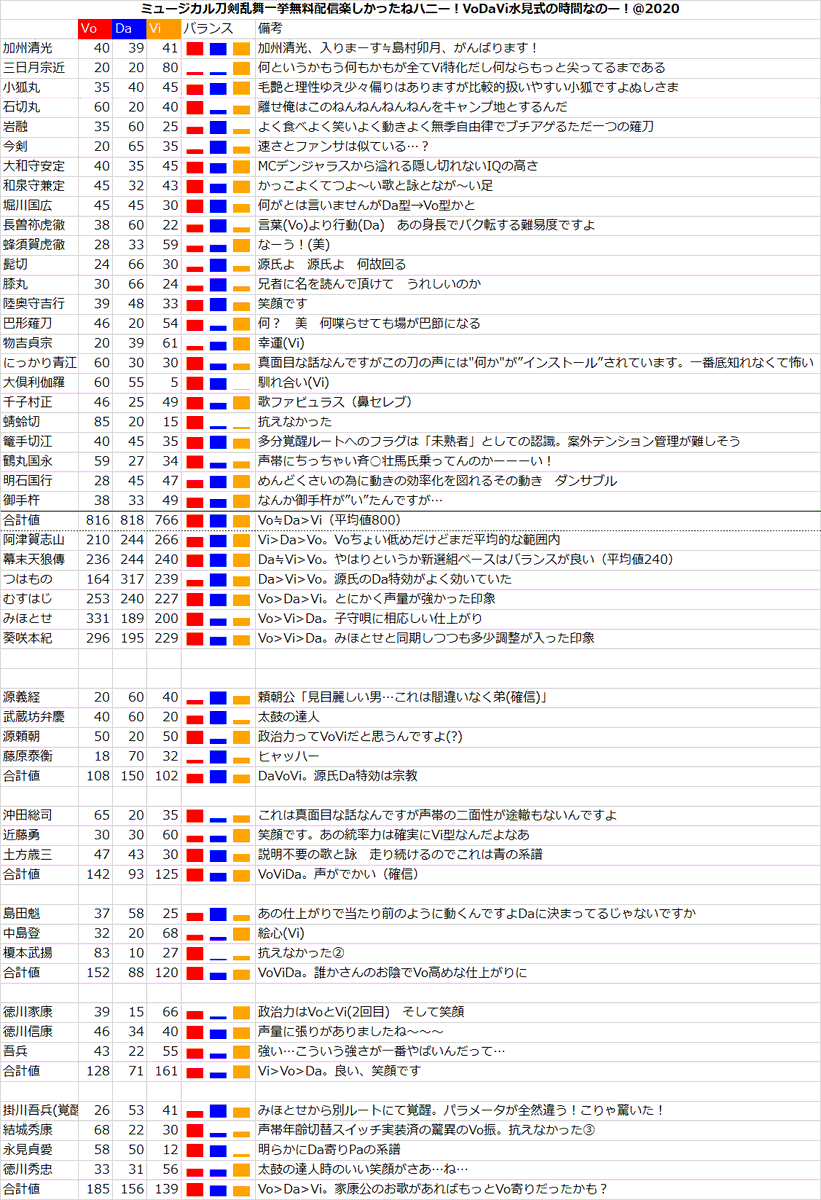 ミュージカル刀剣乱舞一挙無料配信楽しかったねハニー！VoDaVi水見式の時間なのー！@2020
Vo Da Vi バランス 備考
加州清光 40 39 41 加州清光、入りまーす≒島村卯月、がんばります！
三日月宗近 20 20 80 何というかもう何もかもが全てVi特化だし何ならもっと尖ってるまである
小狐丸 35 40 45 毛艶と理性ゆえ少々偏りはありますが比較的扱いやすい小狐ですよぬしさま
石切丸 60 20 40 離せ俺はこのねんねんねんねんをキャンプ地とするんだ
岩融 35 60 25 よく食べよく笑いよく動きよく無季自由律でブチアゲるただ一つの薙刀
今剣 20 65 35 速さとファンサは似ている…？
大和守安定 40 35 45 MCデンジャラスから溢れる隠し切れないIQの高さ
和泉守兼定 45 32 43 かっこよくてつよ～い歌と詠となが～い足
堀川国広 45 45 30 何がとは言いませんがDa型→Vo型かと
長曽祢虎徹 38 60 22 言葉(Vo)より行動(Da)　あの身長でバク転する難易度ですよ
蜂須賀虎徹 28 33 59 なーう！(美)
髭切 24 66 30 源氏よ　源氏よ　何故回る
膝丸 30 66 24 兄者に名を読んで頂けて　うれしいのか
陸奥守吉行 39 48 33 笑顔です
巴形薙刀 46 20 54 何？　美　何喋らせても場が巴節になる
物吉貞宗 20 39 61 幸運(Vi)
にっかり青江 60 30 30 真面目な話なんですがこの刀の声には"何か"が”インストール”されています。一番底知れなくて怖い
大倶利伽羅 60 55 5 馴れ合い(Vi)
千子村正 46 25 49 歌ファビュラス（鼻セレブ）
蜻蛉切 85 20 15 抗えなかった
篭手切江 40 45 35 多分覚醒ルートへのフラグは「未熟者」としての認識。案外テンション管理が難しそう
鶴丸国永 59 27 34 声帯にちっちゃい斉○壮馬氏乗ってんのかーーーい！
明石国行 28 45 47 めんどくさいの為に動きの効率化を図れるその動き　ダンサブル
御手杵 38 33 49 なんか御手杵が”い”たんですが…
合計値 816 818 766 Vo≒Da>Vi（平均値800）
阿津賀志山 210 244 266 Vi>Da>Vo。Voちょい低めだけどまだ平均的な範囲内
幕末天狼傳 236 244 240 Da≒Vi>Vo。やはりというか新選組ベースはバランスが良い（平均値240）
つはもの 164 317 239 Da>Vi>Vo。源氏のDa特効がよく効いていた
むすはじ 253 240 227 Vo>Da>Vi。とにかく声量が強かった印象
みほとせ 331 189 200 Vo>Vi>Da。子守唄に相応しい仕上がり
葵咲本紀 296 195 229 Vo>Vi>Da。みほとせと同期しつつも多少調整が入った印象
源義経 20 60 40 頼朝公「見目麗しい男…これは間違いなく弟(確信)」
武蔵坊弁慶 40 60 20 太鼓の達人
源頼朝 50 20 50 政治力ってVoViだと思うんですよ(?)
藤原泰衡 18 70 32 ヒャッハー
合計値 108 150 102 DaVoVi。源氏Da特効は宗教
沖田総司 65 20 35 これは真面目な話なんですが声帯の二面性が途轍もないんですよ
近藤勇 30 30 60 笑顔です。あの統率力は確実にVi型なんだよなあ
土方歳三 47 43 30 説明不要の歌と詠　走り続けるのでこれは青の系譜
合計値 142 93 125 VoViDa。声がでかい（確信）
島田魁 37 58 25 あの仕上がりで当たり前のように動くんですよDaに決まってるじゃないですか
中島登 32 20 68 絵心(Vi)
榎本武揚 83 10 27 抗えなかった②
合計値 152 88 120 VoViDa。誰かさんのお陰でVo高めな仕上がりに
徳川家康 39 15 66 政治力はVoとVi(2回目)　そして笑顔
徳川信康 46 34 40 声量に張りがありましたね～～～
吾兵 43 22 55 強い…こういう強さが一番やばいんだって…
合計値 128 71 161 Vi>Vo>Da。良い、笑顔です
掛川吾兵(覚醒 26 53 41 みほとせから別ルートにて覚醒。パラメータが全然違う！こりゃ驚いた！
結城秀康 68 22 30 声帯年齢切替スイッチ実装済の驚異のVo振。抗えなかった③
永見貞愛 58 50 12 明らかにDa寄りPaの系譜
徳川秀忠 33 31 56 太鼓の達人時のいい笑顔がさあ…ね…
合計値 185 156 139 Vo>Da>Vi。家康公のお歌があればもっとVo寄りだったかも？